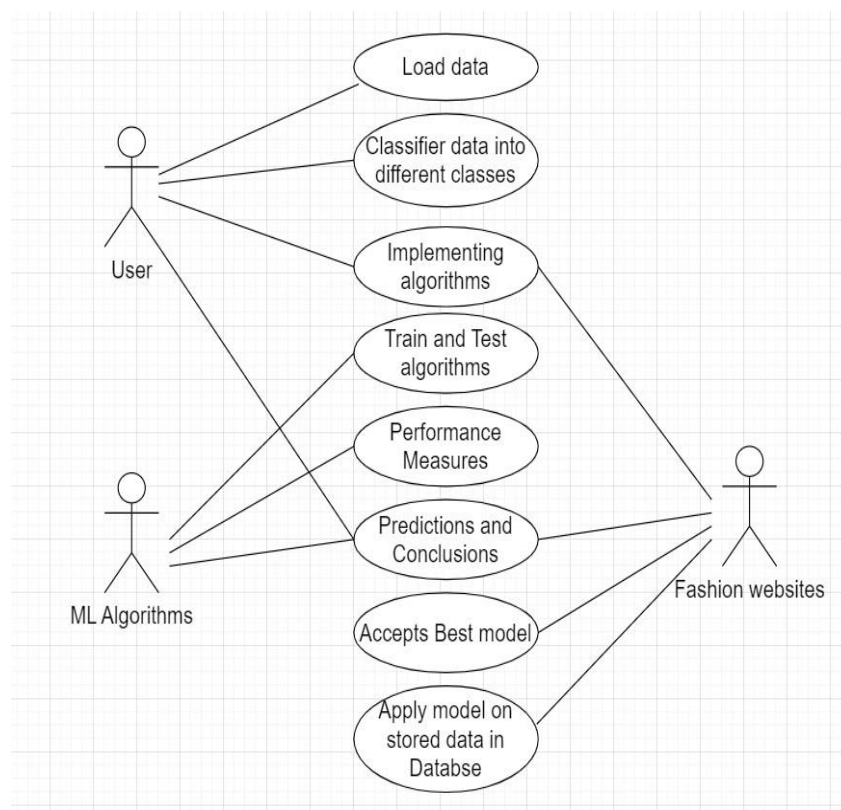 Load data
Classifier data into
different classes
User
Implementing
algorithms
Train and Test
algorithms
Performance
Measures
ML Algorithms
Predictions and
Conclusions
Fashion websites
Accepts Best model
Apply model on
stored data in
Databse